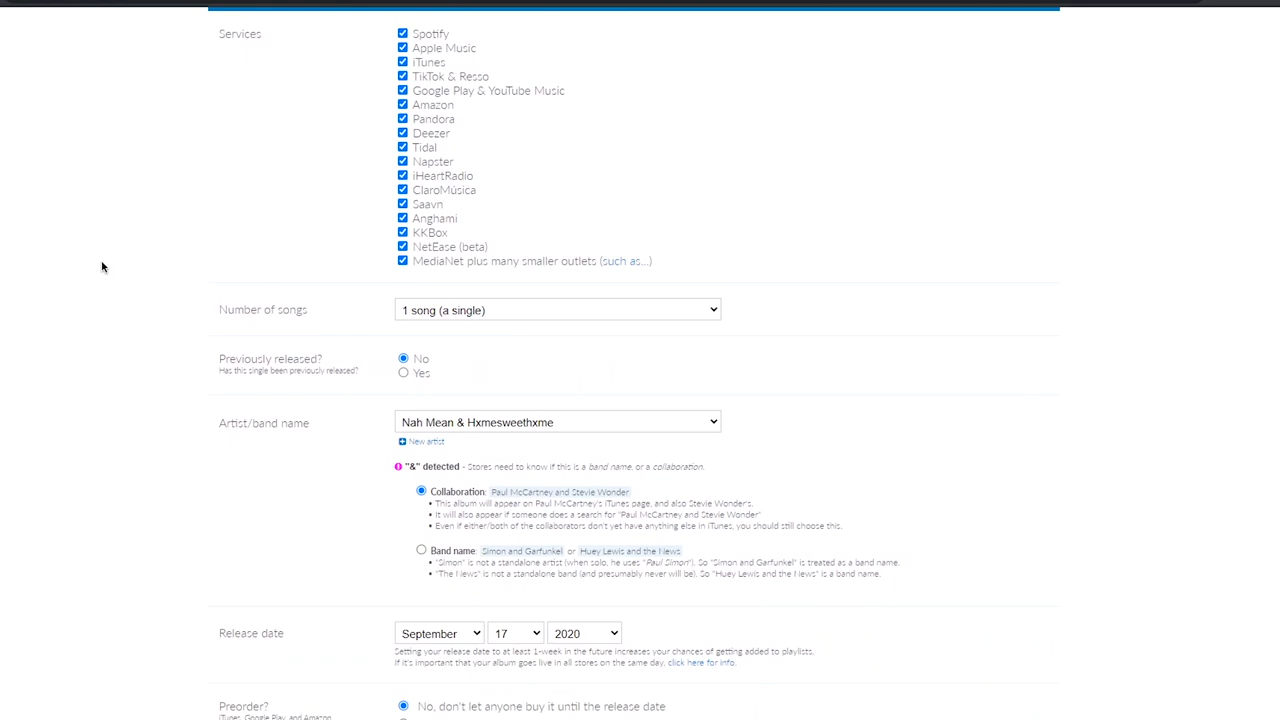 Services
Spotify
Apple Music
iTunes
TikTok & Resso
Google Play & YouTube Music
Amazon
Pandora
Deezer
Tidal
Napster
iHeartRadio
ClaroMúsica
Saavn
Anghami
KKBox
NetEase (beta)
MediaNet plus many smaller outlets (such as...)
Number of songs
1 song (a single)
Previously released?
Has this single been previously released?
No
Yes
Artist/band name
Nah Mean & Hxmesweethxme
New artist
"&" detected - Stores need to know if this is a band name, or a collaboration.
Collaboration: Paul McCartney and Stevie Wonder
• This album will appear on Paul McCartney's iTunes page, and also Stevie Wonder's.
• It will also appear if someone does a search for "Paul McCartney and Stevie Wonder"
• Even if either/both of the collaborators don't yet have anything else in iTunes, you should still choose this.
Band name: Simon and Garfunkel or Huey Lewis and the News
• "Simon" is not a standalone artist (when solo, he uses "Paul Simon"). So "Simon and Garfunkel" is treated as a band name.
• "The News" is not a standalone band (and presumably never will be). So "Huey Lewis and the News" is a band name.
Release date
September 17 2020
Setting your release date to at least 1-week in the future increases your chances of getting added to playlists.
If it's important that your album goes live in all stores on the same day, click here for info.
Preorder?
iTunes, Google Play, and Amazon
No, don't let anyone buy it until the release date